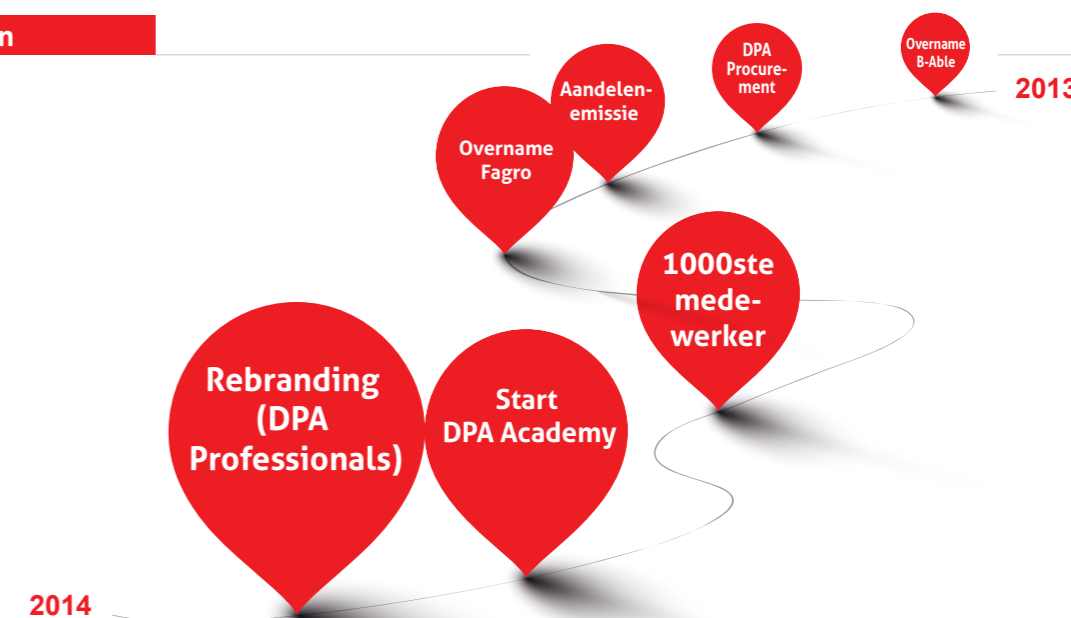 n
Overname
B-Able
DPA
Procure-
ment
Aandelen-
emissie
2013
Overname
Fagro
1000ste
mede-
werker
Rebranding
(DPA
Professionals)
Start
DPA Academy
2014